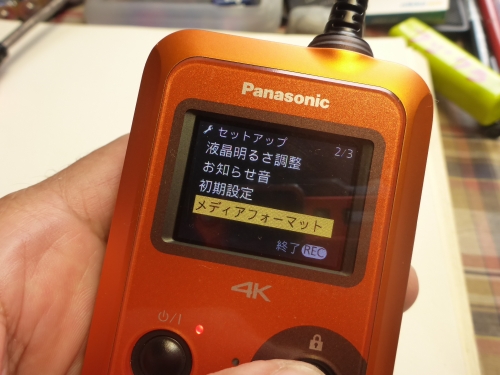 Panasonic
セットアップ 2/3
液晶明るさ調整
お知らせ音
初期設定
メディアフォーマット
終了 REC
4K
⏻/I